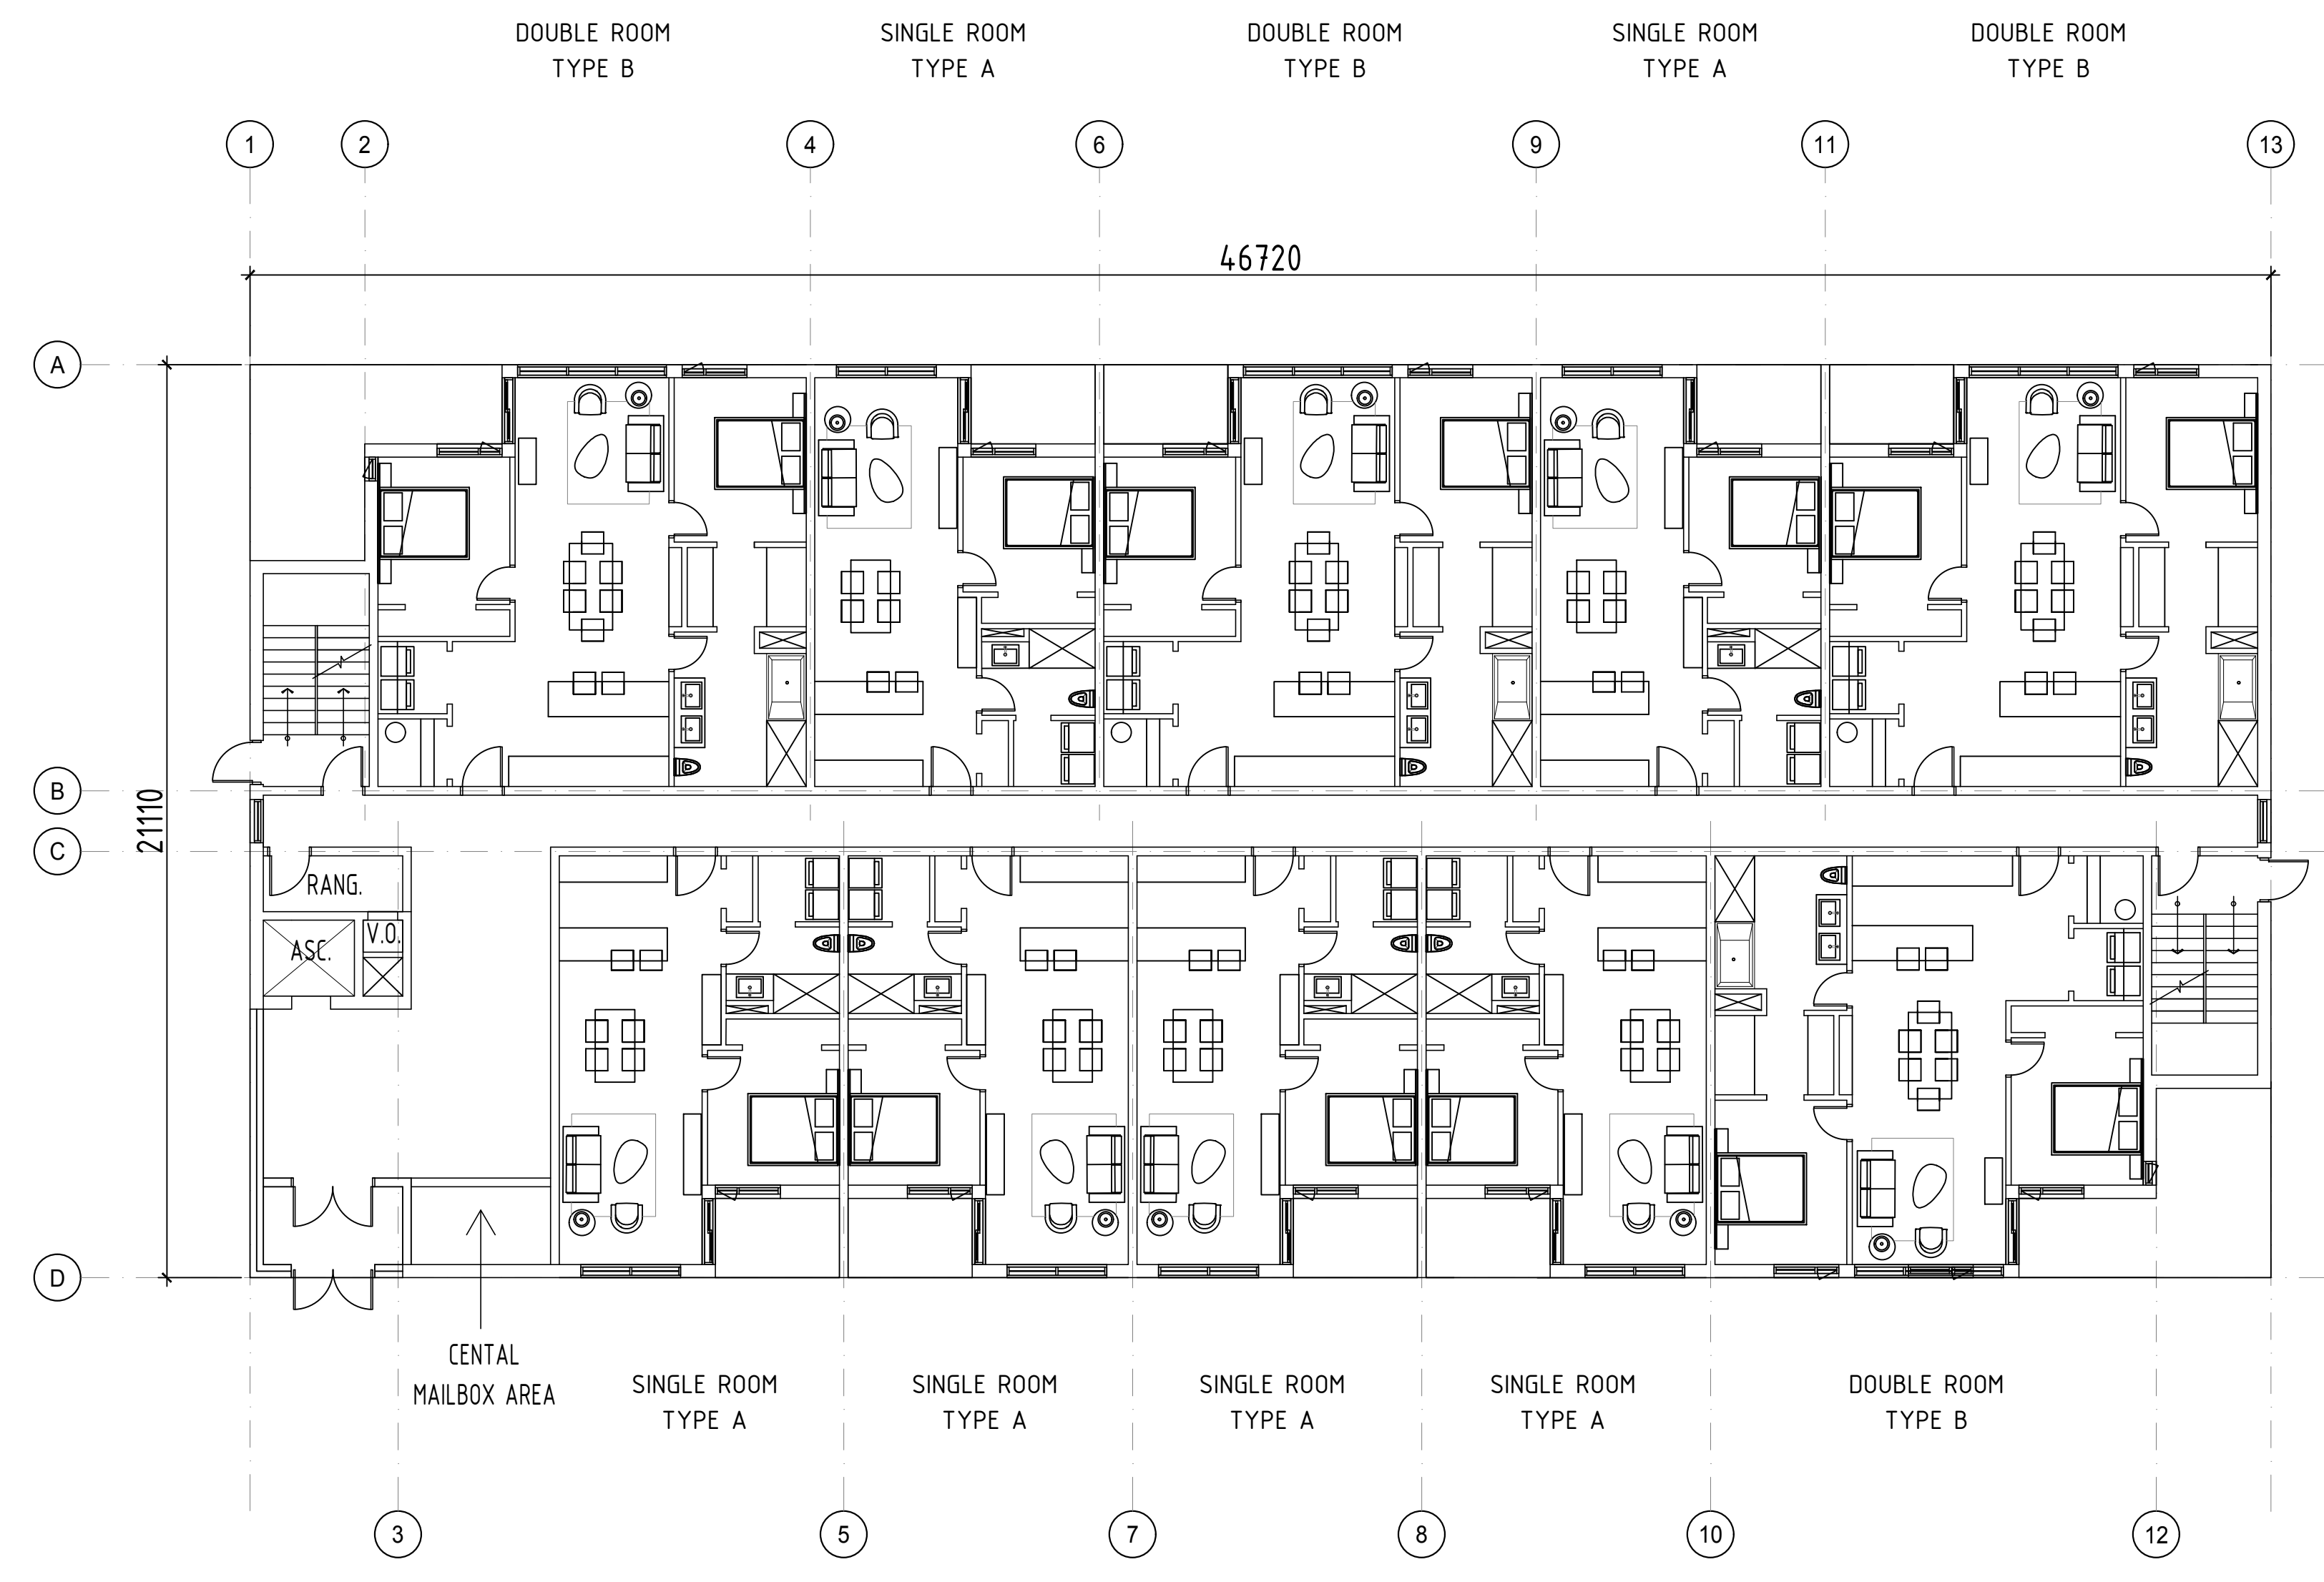 DOUBLE ROOM
TYPE B
SINGLE ROOM
TYPE A
DOUBLE ROOM
TYPE B
SINGLE ROOM
TYPE A
DOUBLE ROOM
TYPE B
1
2
4
6
9
11
13
46720
A
B
21110
C
RANG.
V.O.
ASC.
D
CENTAL
MAILBOX AREA
SINGLE ROOM
TYPE A
SINGLE ROOM
TYPE A
SINGLE ROOM
TYPE A
SINGLE ROOM
TYPE A
DOUBLE ROOM
TYPE B
3
5
7
8
10
12